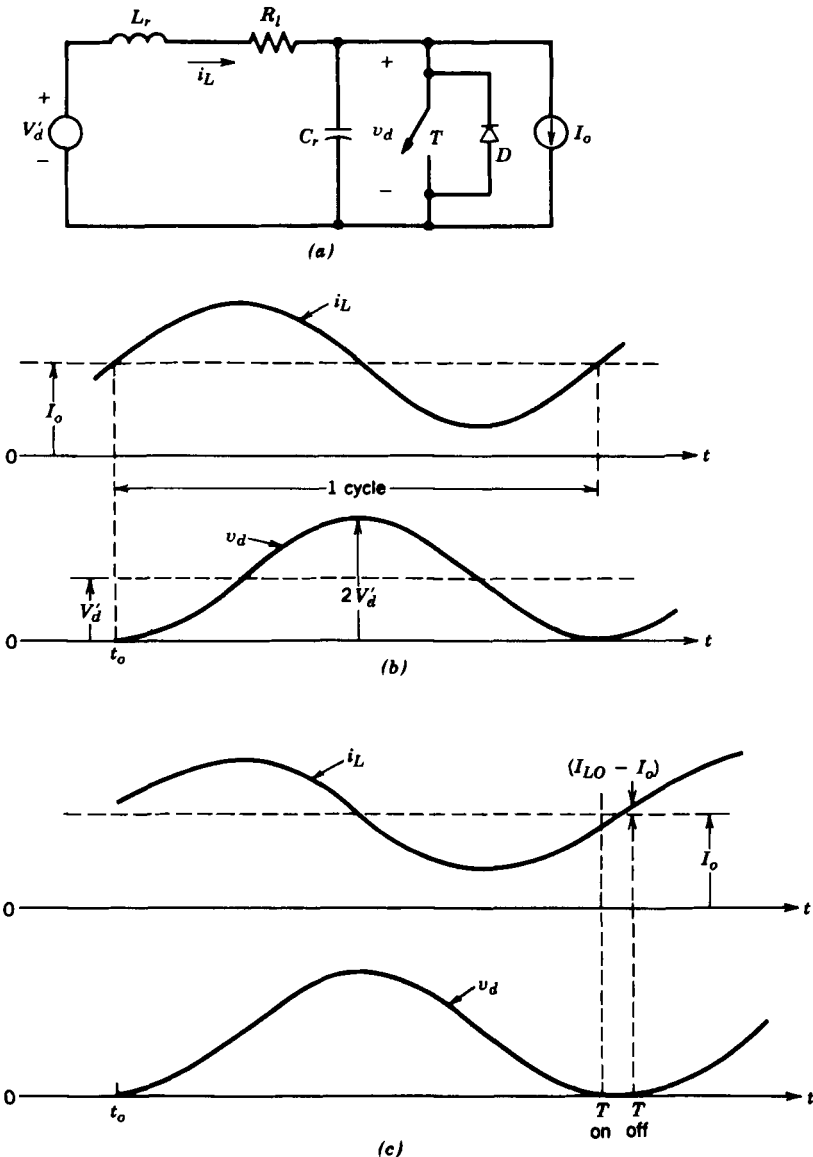 L_r
R_l
i_L
+
V'_d
−
C_r
+
v_d
−
T
D
I_o
(a)
i_L
I_o
0
t
1 cycle
v_d
V'_d
2 V'_d
0
t_o
t
(b)
i_L
(I_LO − I_o)
I_o
0
t
v_d
0
t_o
T
on
T
off
t
(c)